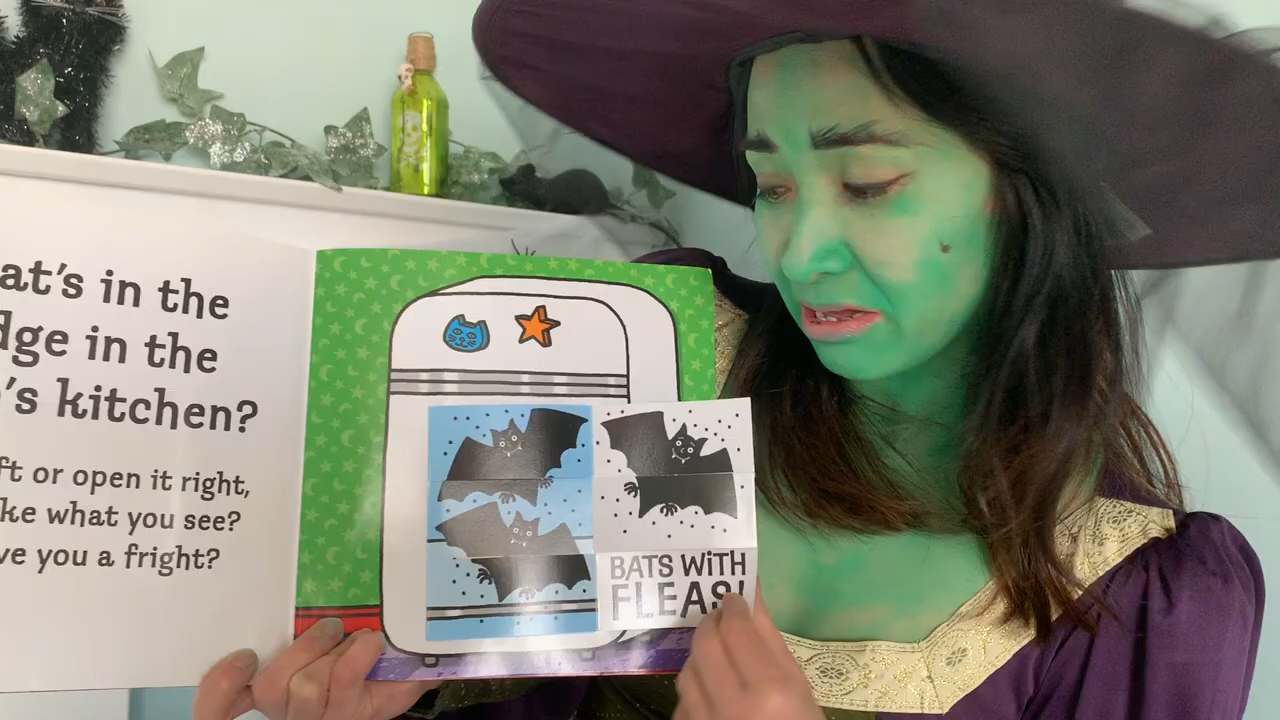 at's in the
dge in the
's kitchen?
ft or open it right,
ke what you see?
ve you a fright?
BATS WiTH
FLEAS!